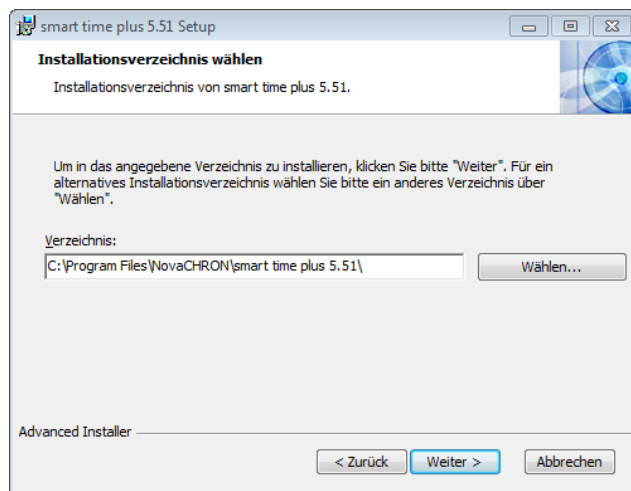 smart time plus 5.51 Setup
Installationsverzeichnis wählen
Installationsverzeichnis von smart time plus 5.51.
Um in das angegebene Verzeichnis zu installieren, klicken Sie bitte "Weiter". Für ein
alternatives Installationsverzeichnis wählen Sie bitte ein anderes Verzeichnis über
"Wählen".
Verzeichnis:
C:\Program Files\NovaCHRON\smart time plus 5.51\
Wählen...
Advanced Installer
< Zurück
Weiter >
Abbrechen